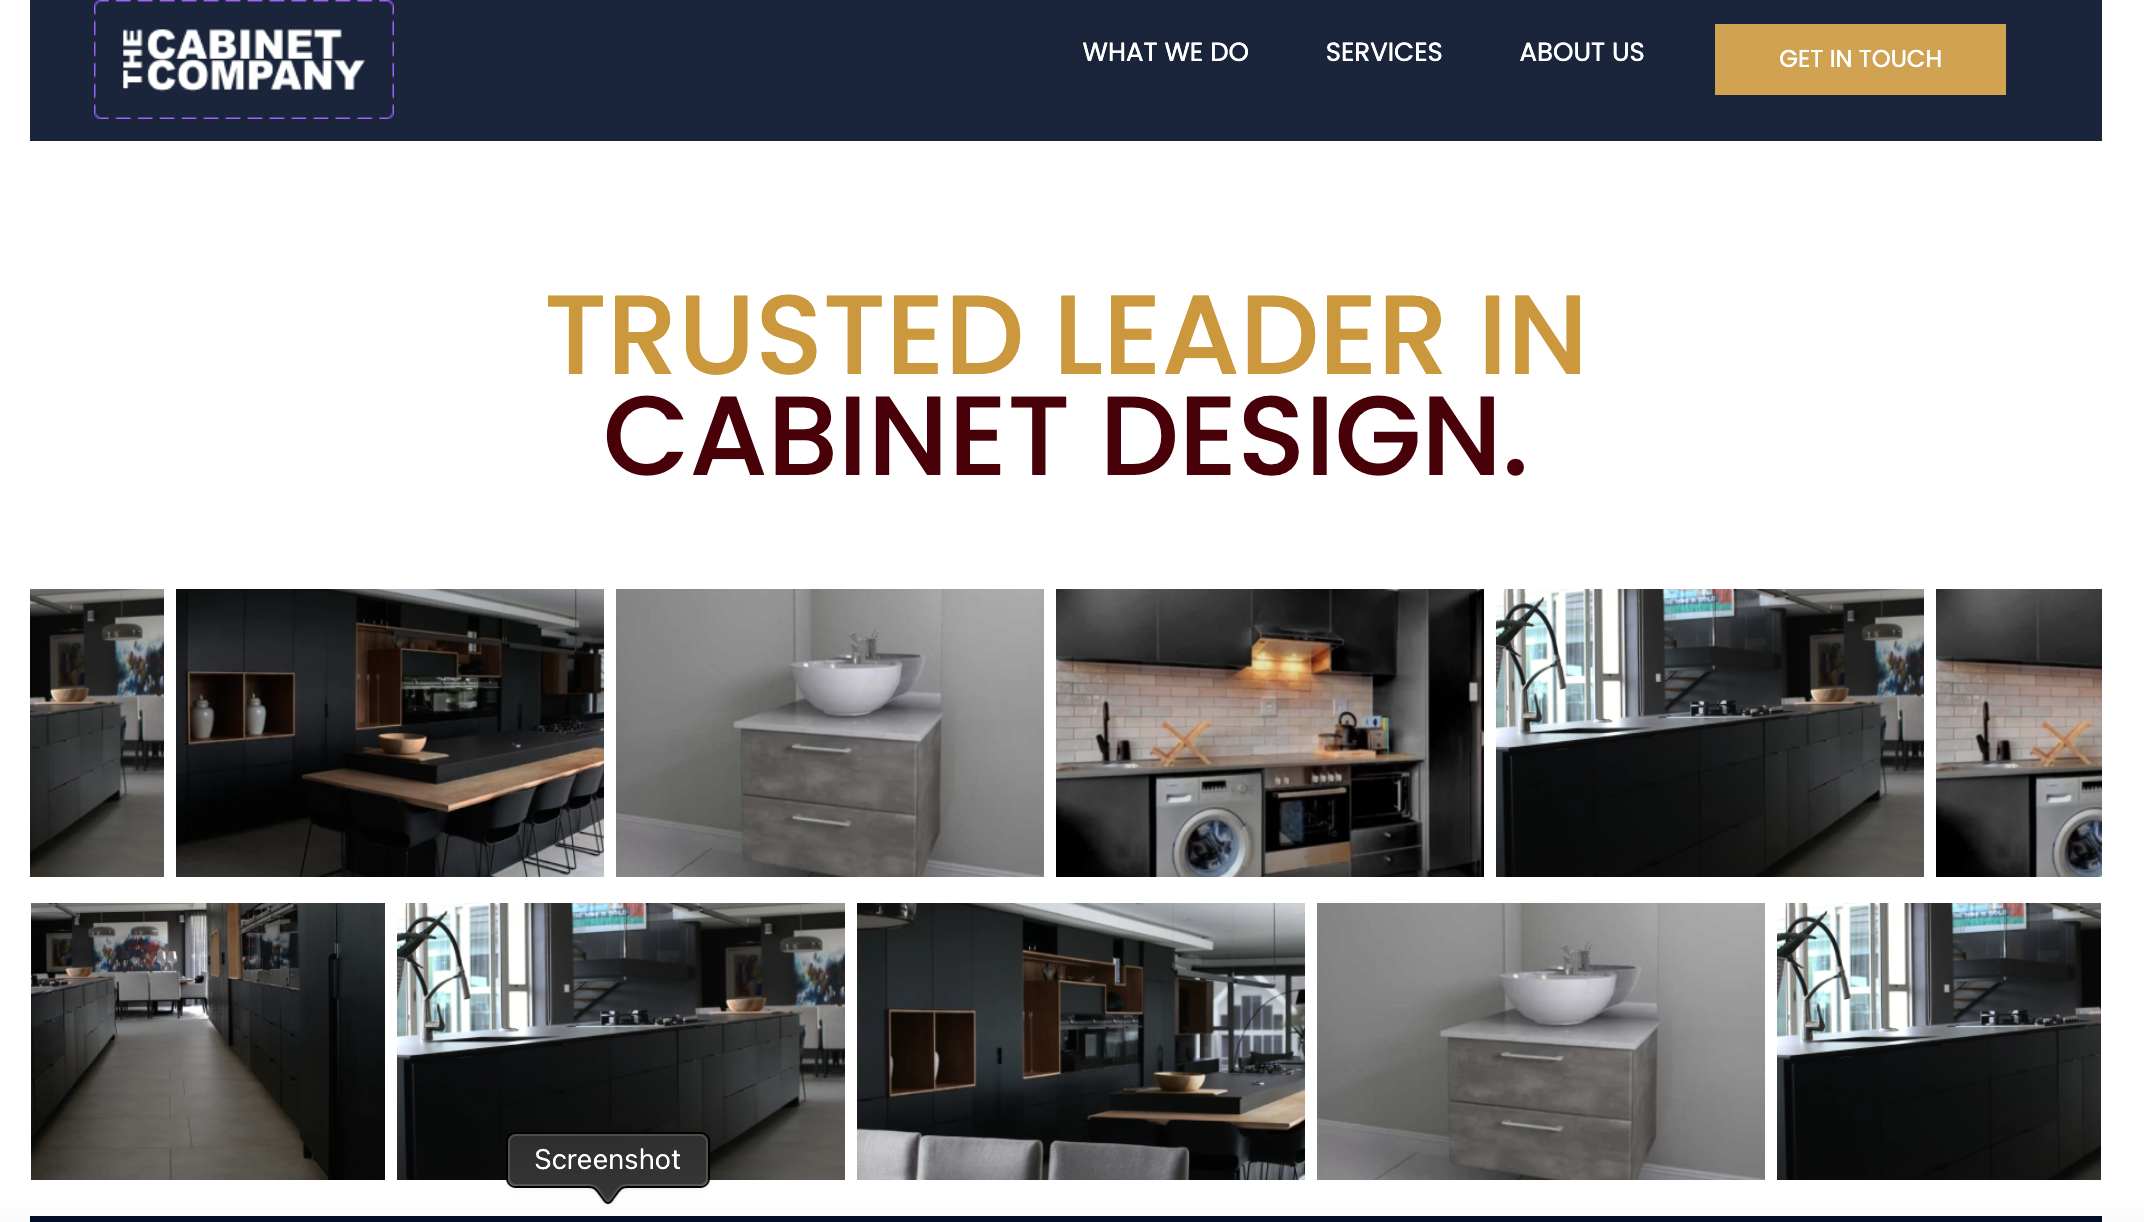 THE CABINET
COMPANY
WHAT WE DO
SERVICES
ABOUT US
GET IN TOUCH
TRUSTED LEADER IN
CABINET DESIGN.
Screenshot